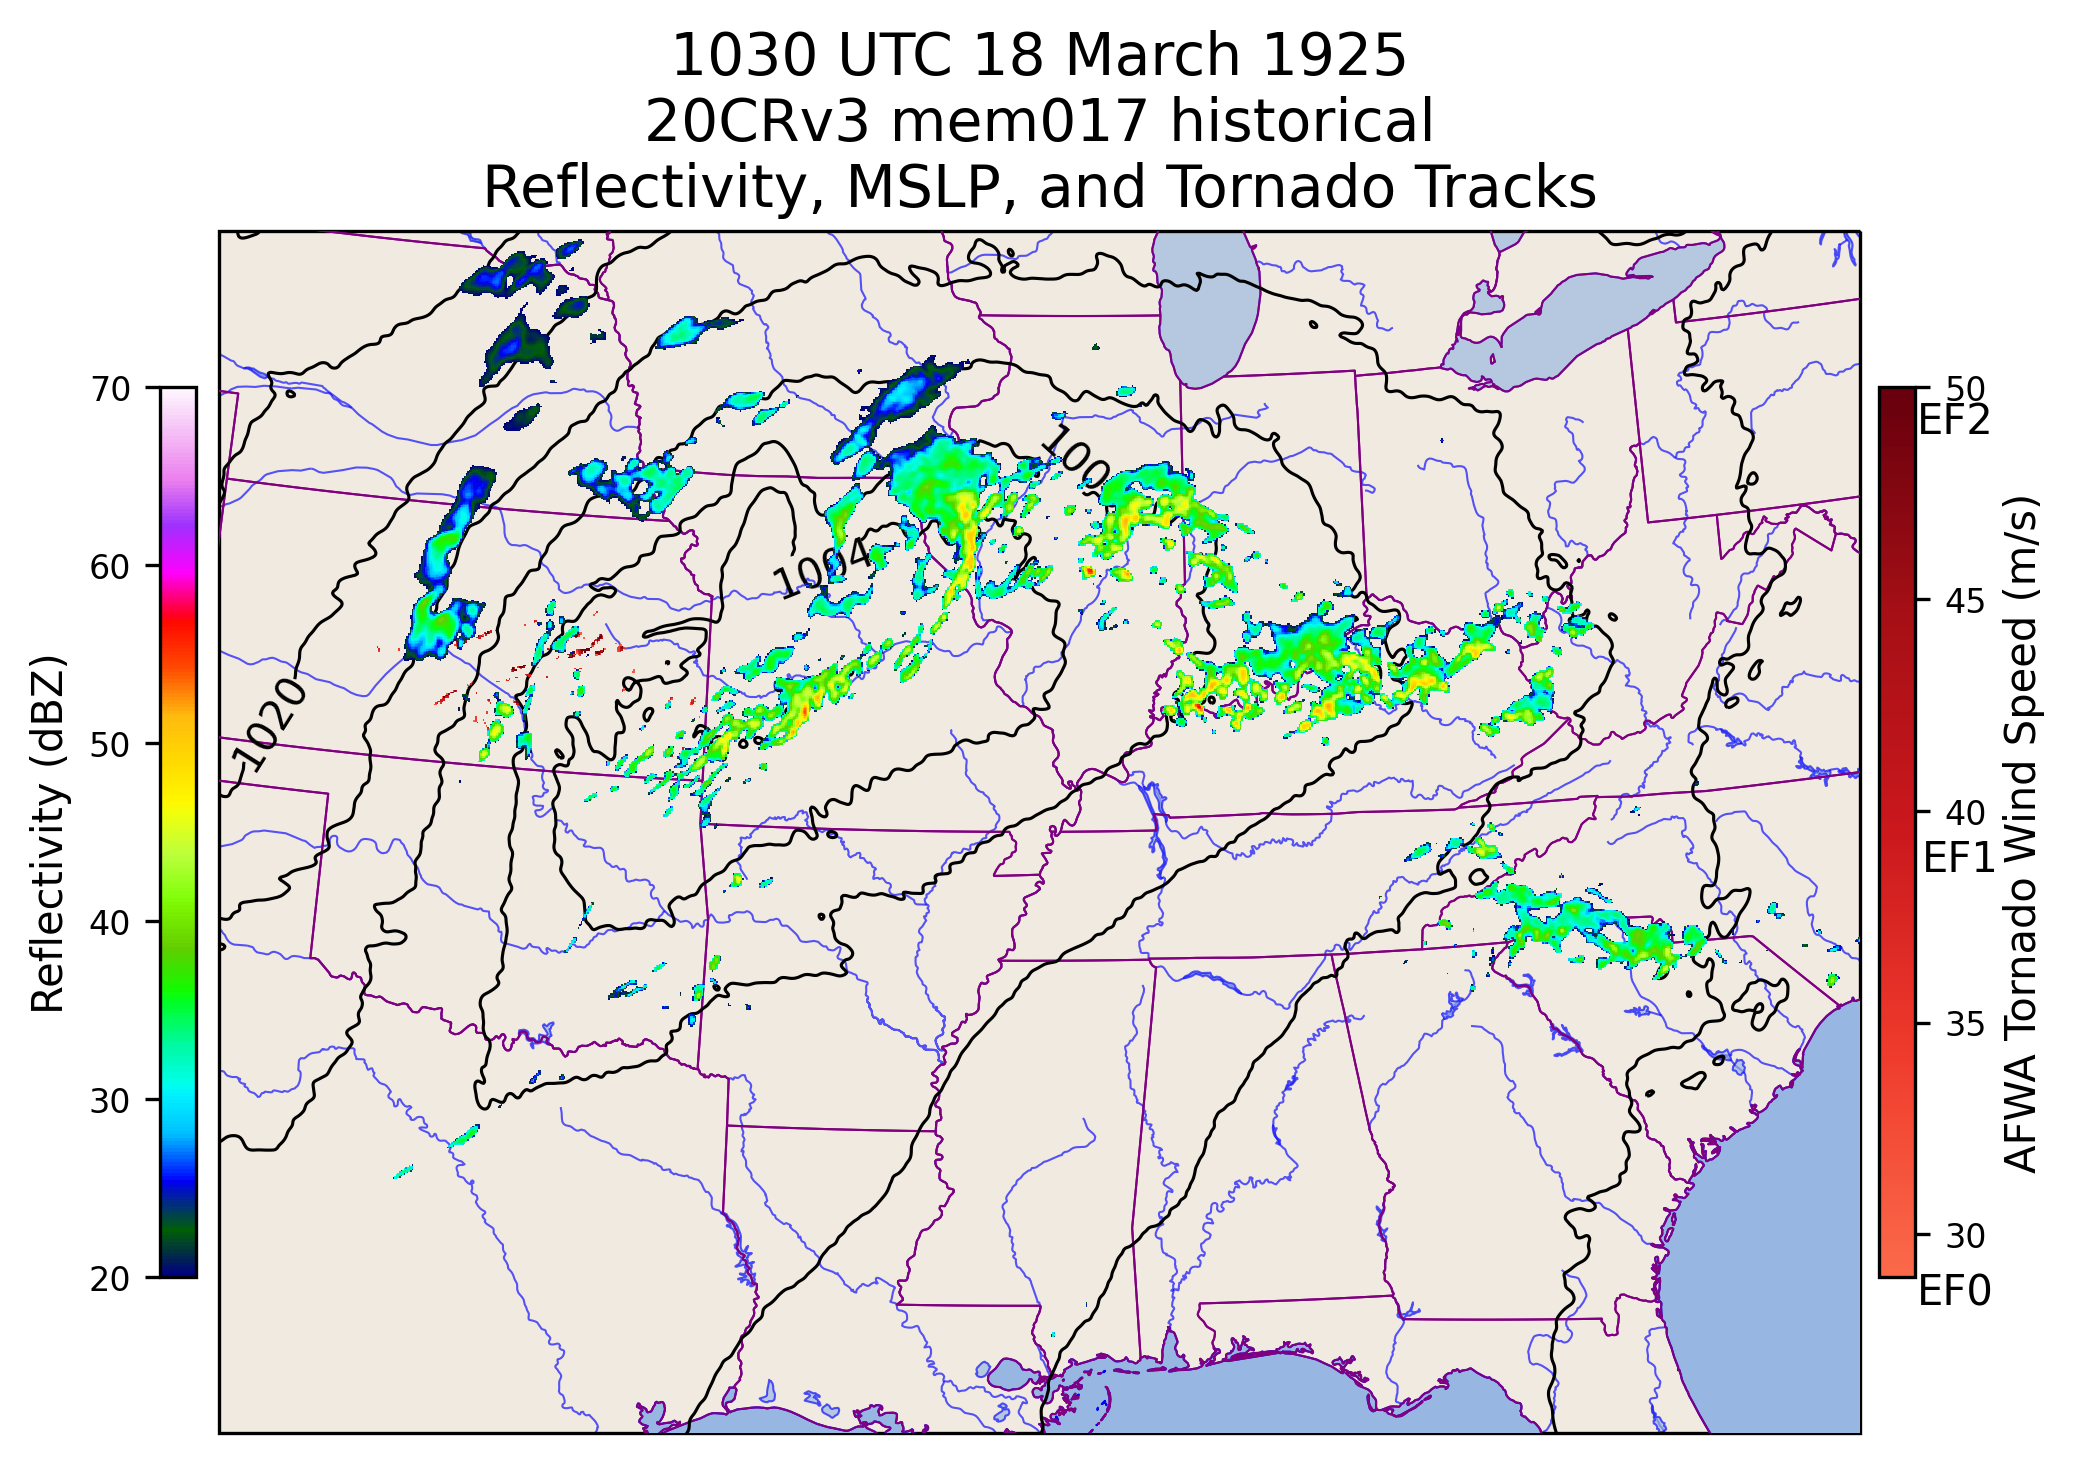 1030 UTC 18 March 1925
20CRv3 mem017 historical
Reflectivity, MSLP, and Tornado Tracks
70
60
50
40
30
20
Reflectivity (dBZ)
1020
1004
100
50
EF2
45
40
EF1
35
30
EF0
AFWA Tornado Wind Speed (m/s)